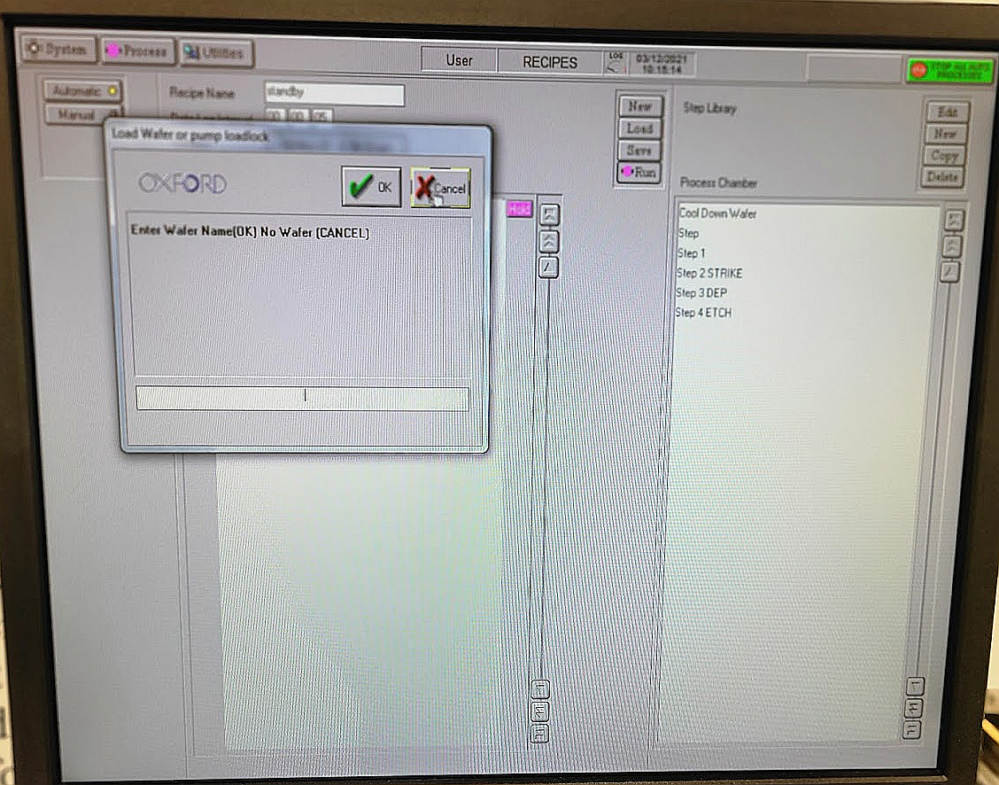 System Process Utilities
User RECIPES LOG 03/12/2021
10:15:14
STOP ALL AUTO
PROCESSES
Automatic
Manual
Recipe Name standby
New
Load
Save
Run
Step Library
Edit
New
Copy
Delete
Load Wafer or pump loadlock
OXFORD
OK
Cancel
Enter Wafer Name(OK) No Wafer (CANCEL)
Hold
Process Chamber
Cool Down Wafer
Step
Step 1
Step 2 STRIKE
Step 3 DEP
Step 4 ETCH